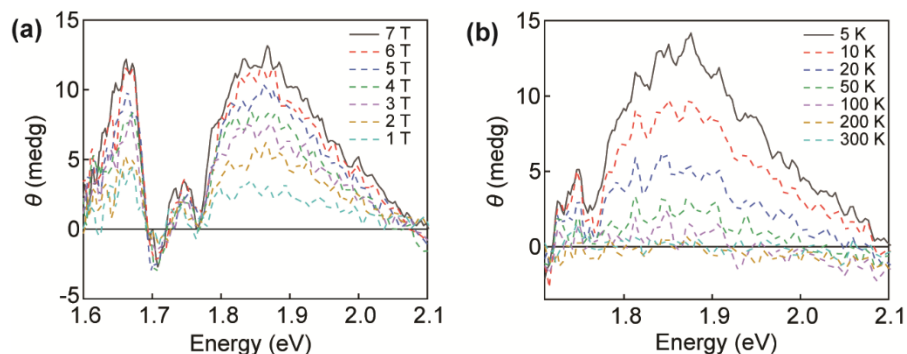 (a)
15
10
5
0
-5
θ (medg)
7 T
6 T
5 T
4 T
3 T
2 T
1 T
1.6 1.7 1.8 1.9 2.0 2.1
Energy (eV)
(b)
15
10
5
0
θ (medg)
5 K
10 K
20 K
50 K
100 K
200 K
300 K
1.8 1.9 2.0 2.1
Energy (eV)